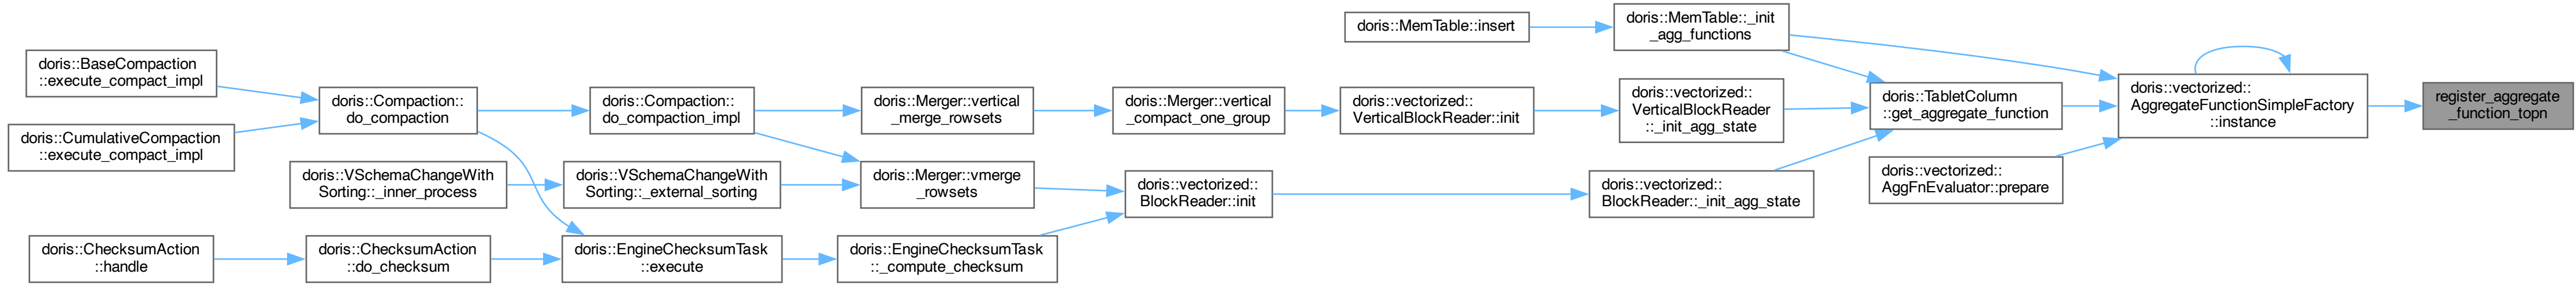 doris::BaseCompaction
::execute_compact_impl
doris::CumulativeCompaction
::execute_compact_impl
doris::Compaction::
do_compaction
doris::VSchemaChangeWith
Sorting::_inner_process
doris::ChecksumAction
::handle
doris::ChecksumAction
::do_checksum
doris::Compaction::
do_compaction_impl
doris::VSchemaChangeWith
Sorting::_external_sorting
doris::EngineChecksumTask
::execute
doris::Merger::vertical
_merge_rowsets
doris::Merger::vmerge
_rowsets
doris::EngineChecksumTask
::_compute_checksum
doris::Merger::vertical
_compact_one_group
doris::vectorized::
BlockReader::init
doris::MemTable::insert
doris::vectorized::
VerticalBlockReader::init
doris::MemTable::_init
_agg_functions
doris::vectorized::
VerticalBlockReader
::_init_agg_state
doris::vectorized::
BlockReader::_init_agg_state
doris::TabletColumn
::get_aggregate_function
doris::vectorized::
AggFnEvaluator::prepare
doris::vectorized::
AggregateFunctionSimpleFactory
::instance
register_aggregate
_function_topn